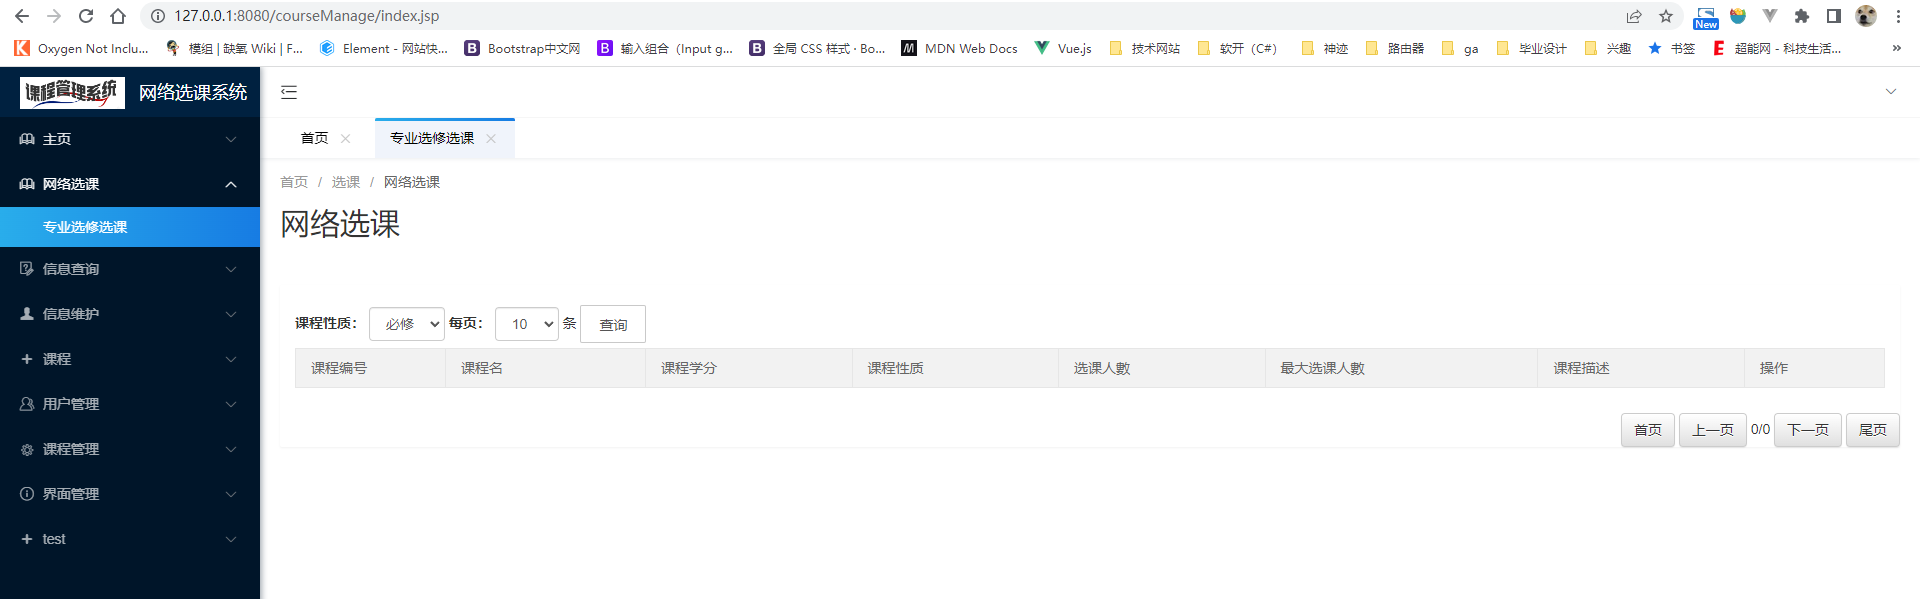 127.0.0.1:8080/courseManage/index.jsp
New
Oxygen Not Inclu... 模组 | 缺氧 Wiki | F... Element - 网站快... Bootstrap中文网 输入组合（Input g... 全局 CSS 样式 · Bo... MDN Web Docs Vue.js 技术网站 软开（C#） 神迹 路由器 ga 毕业设计 兴趣 书签 超能网 - 科技生活... »
课程管理系统 网络选课系统
主页
网络选课
专业选修选课
信息查询
信息维护
课程
用户管理
课程管理
界面管理
test
首页 专业选修选课
首页 / 选课 / 网络选课
网络选课
课程性质： 必修 每页： 10 条 查询
课程编号 课程名 课程学分 课程性质 选课人數 最大选课人數 课程描述 操作
首页 上一页 0/0 下一页 尾页